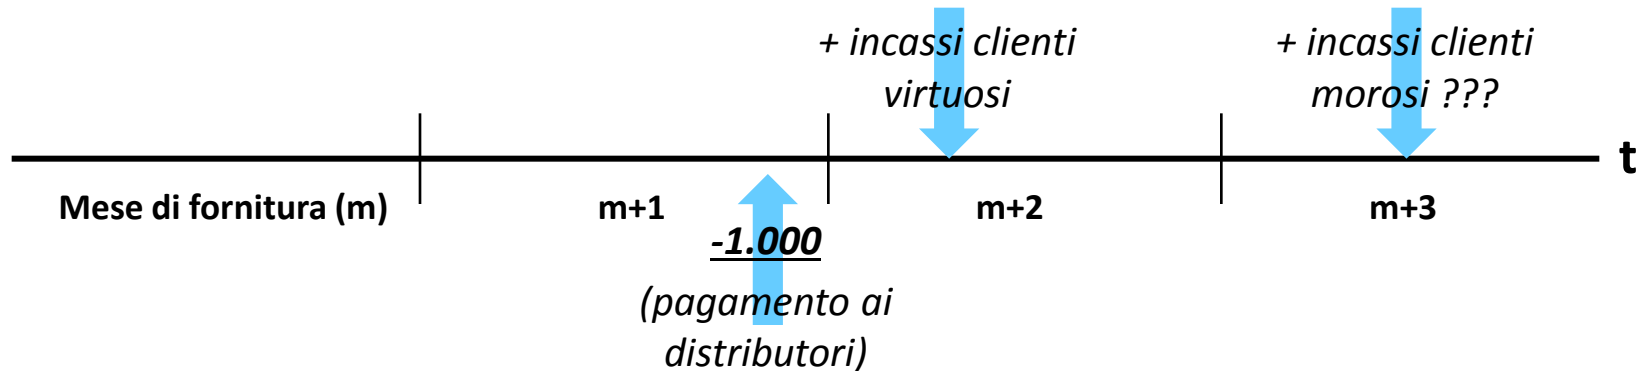 + incassi clienti
virtuosi
+ incassi clienti
morosi ???
t
Mese di fornitura (m)
m+1
m+2
m+3
-1.000
(pagamento ai
distributori)